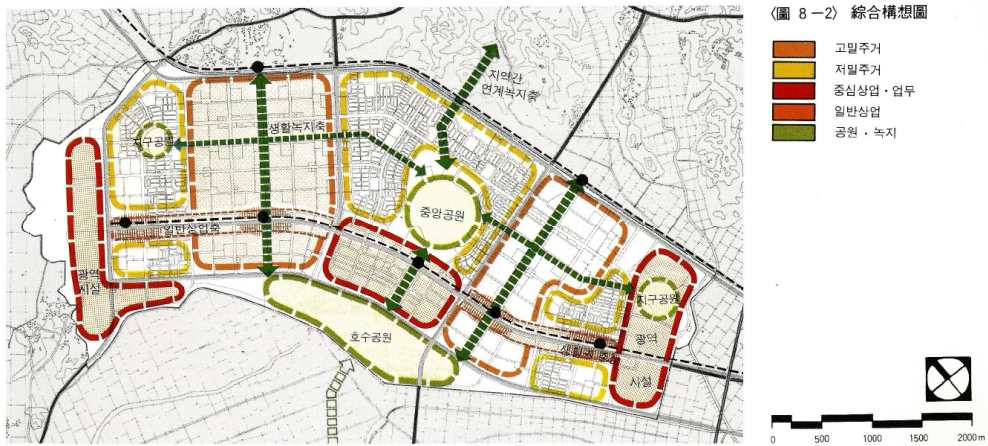 〈圖 8-2〉 綜合構想圖
고밀주거
저밀주거
중심상업·업무
일반상업
공원·녹지
지역간
연계녹지축
생활녹지축
지구공원
중앙공원
일반상업축
광역
시설
호수공원
지구공원
광역
시설
0 500 1000 1500 2000 m